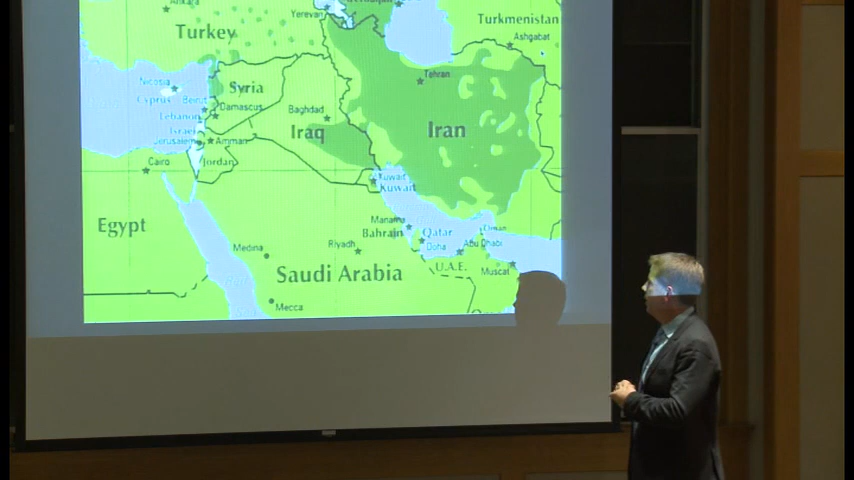 Ankara
Yerevan
Turkmenistan
Turkey
Ashgabat
Tehran
Nicosia
Syria
Cyprus
Beirut
Damascus
Baghdad
Lebanon
Israel
Iraq
Iran
Jerusalem
Amman
Cairo
Jordan
Kuwait
Kuwait
Egypt
Manama
Bahrain
Qatar
Medina
Riyadh
Doha
Abu Dhabi
U.A.E.
Muscat
Saudi Arabia
Mecca